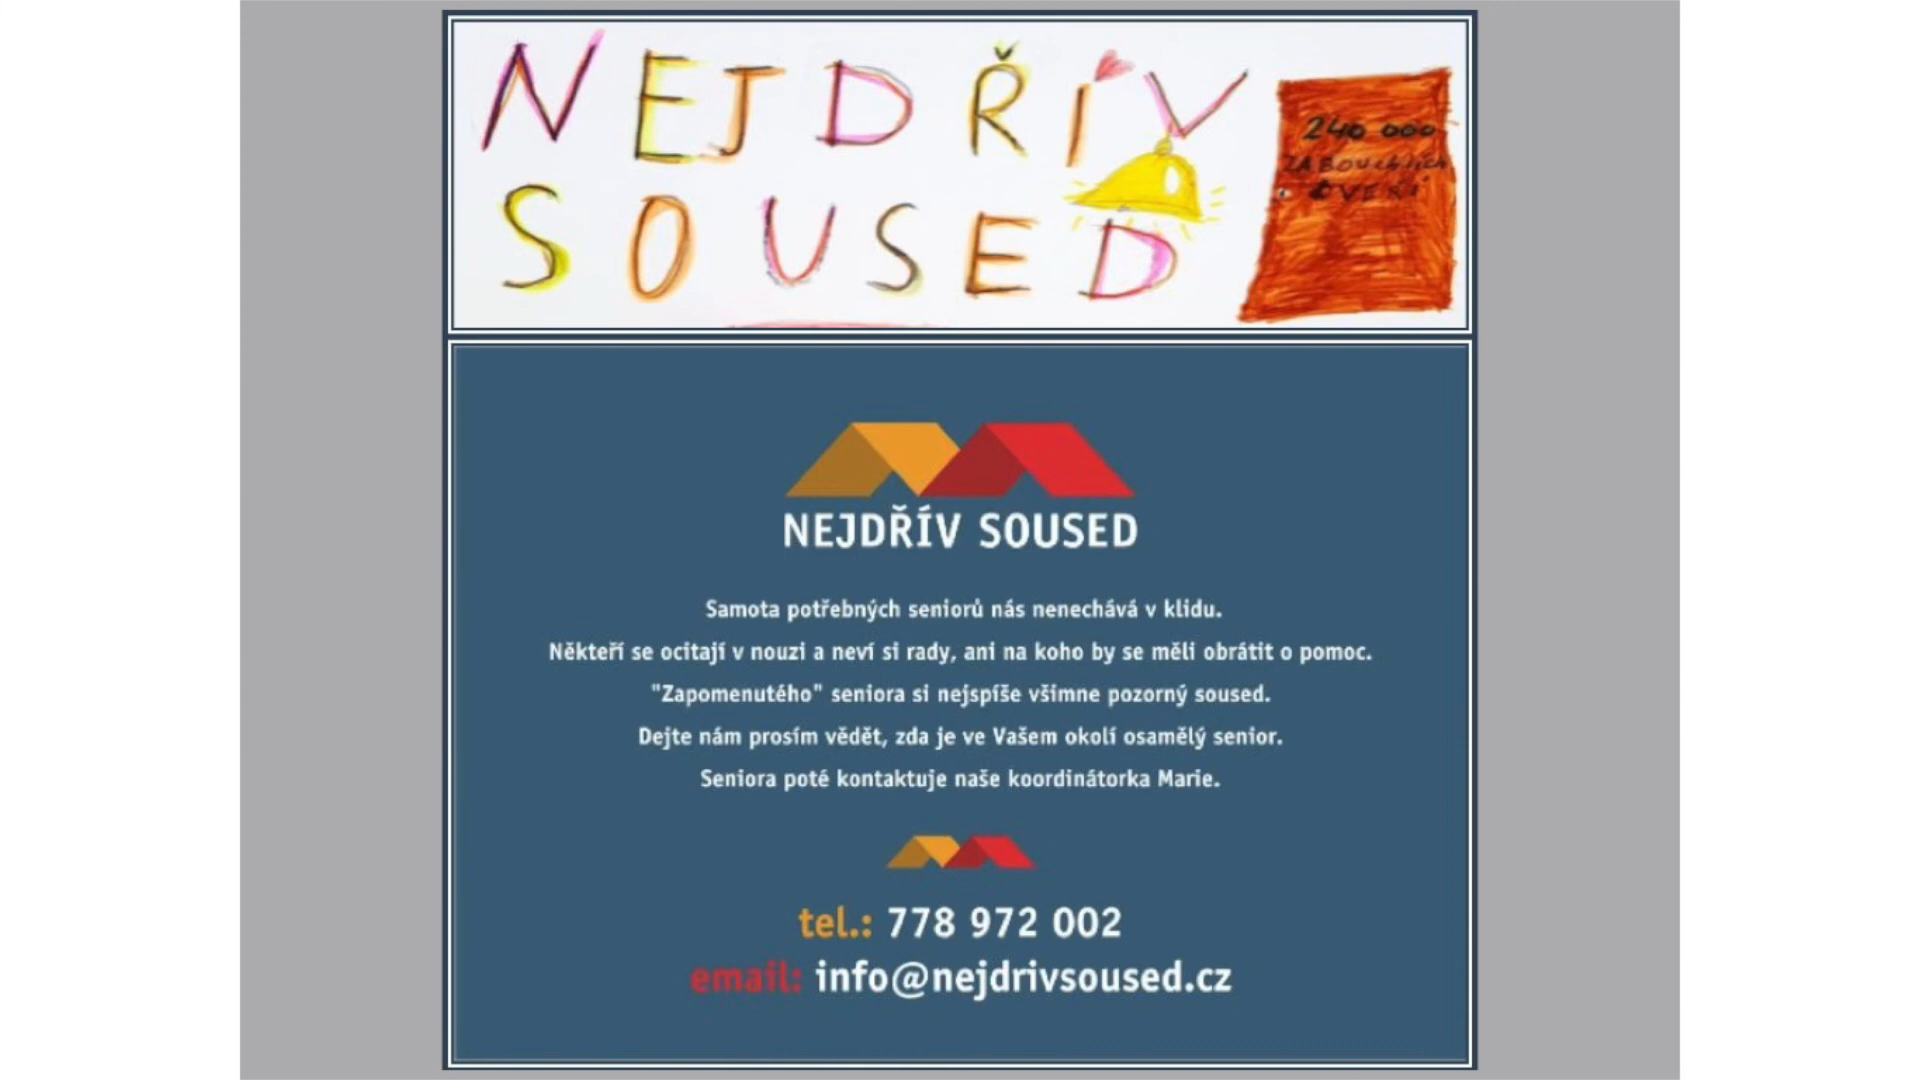 NEJDŘÍV
SOUSED
240 000
ZABOUCHLÝCH
DVEŘÍ
NEJDŘÍV SOUSED
Samota potřebných seniorů nás nenechává v klidu.
Někteří se ocitají v nouzi a neví si rady, ani na koho by se měli obrátit o pomoc.
"Zapomenutého" seniora si nejspíše všimne pozorný soused.
Dejte nám prosím vědět, zda je ve Vašem okolí osamělý senior.
Seniora poté kontaktuje naše koordinátorka Marie.
tel.: 778 972 002
email: info@nejdrivsoused.cz